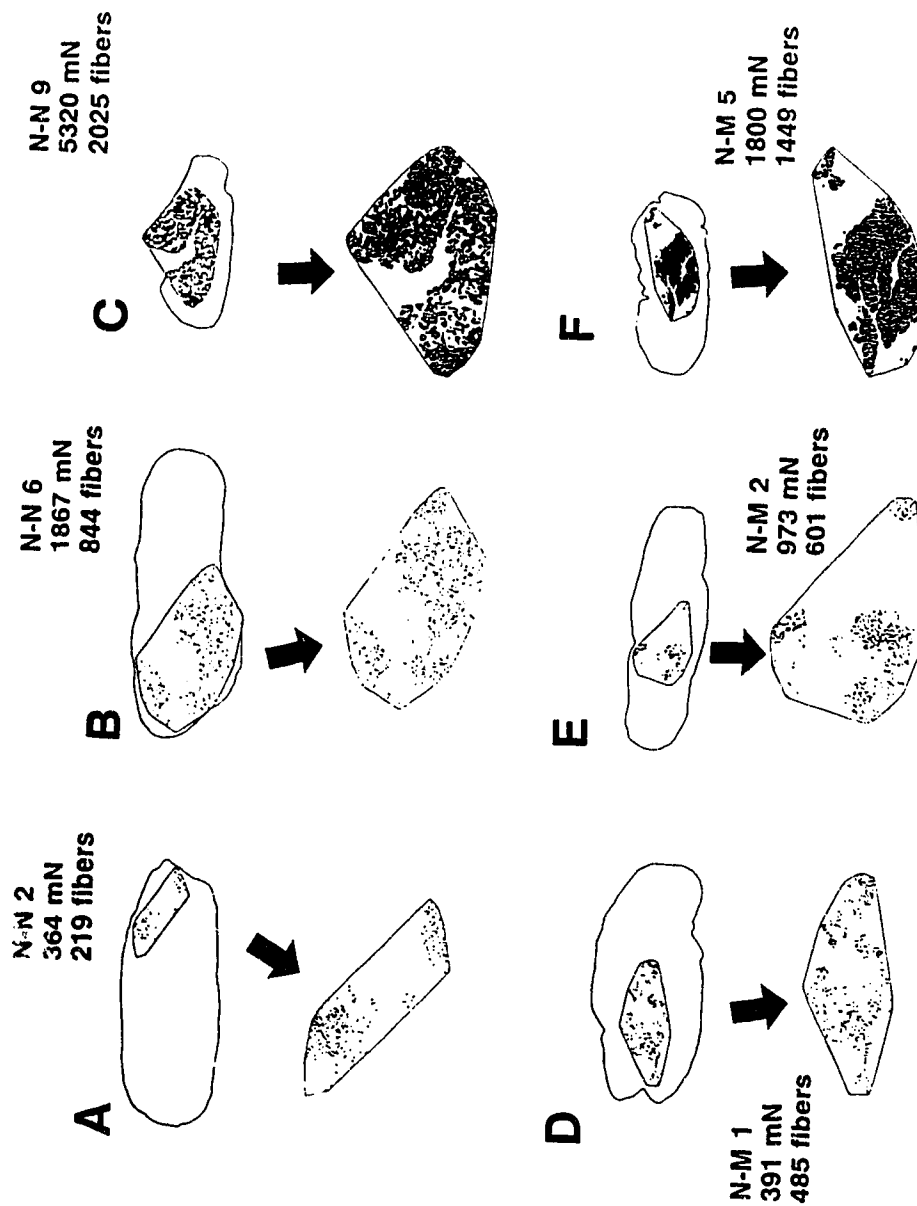 A
N-N 2
364 mN
219 fibers
B
N-N 6
1867 mN
844 fibers
C
N-N 9
5320 mN
2025 fibers
D
N-M 1
391 mN
485 fibers
E
N-M 2
973 mN
601 fibers
F
N-M 5
1800 mN
1449 fibers